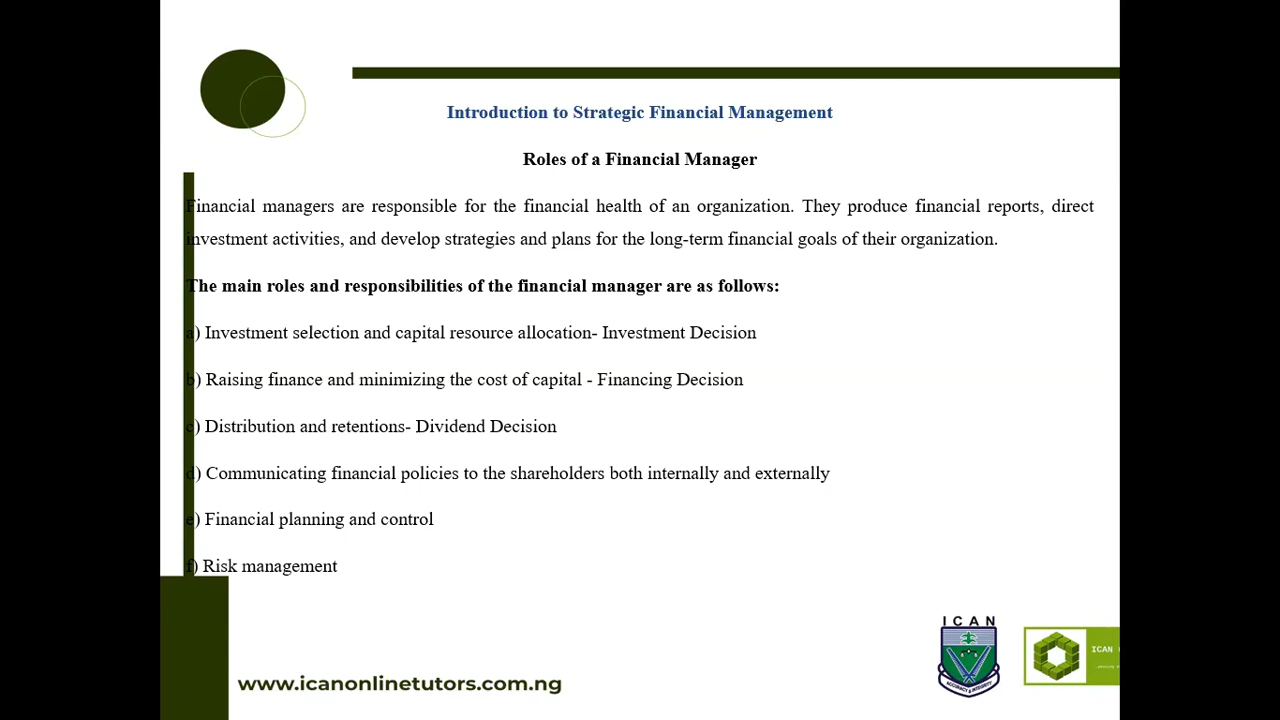 Introduction to Strategic Financial Management
Roles of a Financial Manager
Financial managers are responsible for the financial health of an organization. They produce financial reports, direct
investment activities, and develop strategies and plans for the long-term financial goals of their organization.
The main roles and responsibilities of the financial manager are as follows:
a) Investment selection and capital resource allocation- Investment Decision
b) Raising finance and minimizing the cost of capital - Financing Decision
c) Distribution and retentions- Dividend Decision
d) Communicating financial policies to the shareholders both internally and externally
e) Financial planning and control
f) Risk management
ICAN
ACCURACY & INTEGRITY
ICAN
www.icanonlinetutors.com.ng